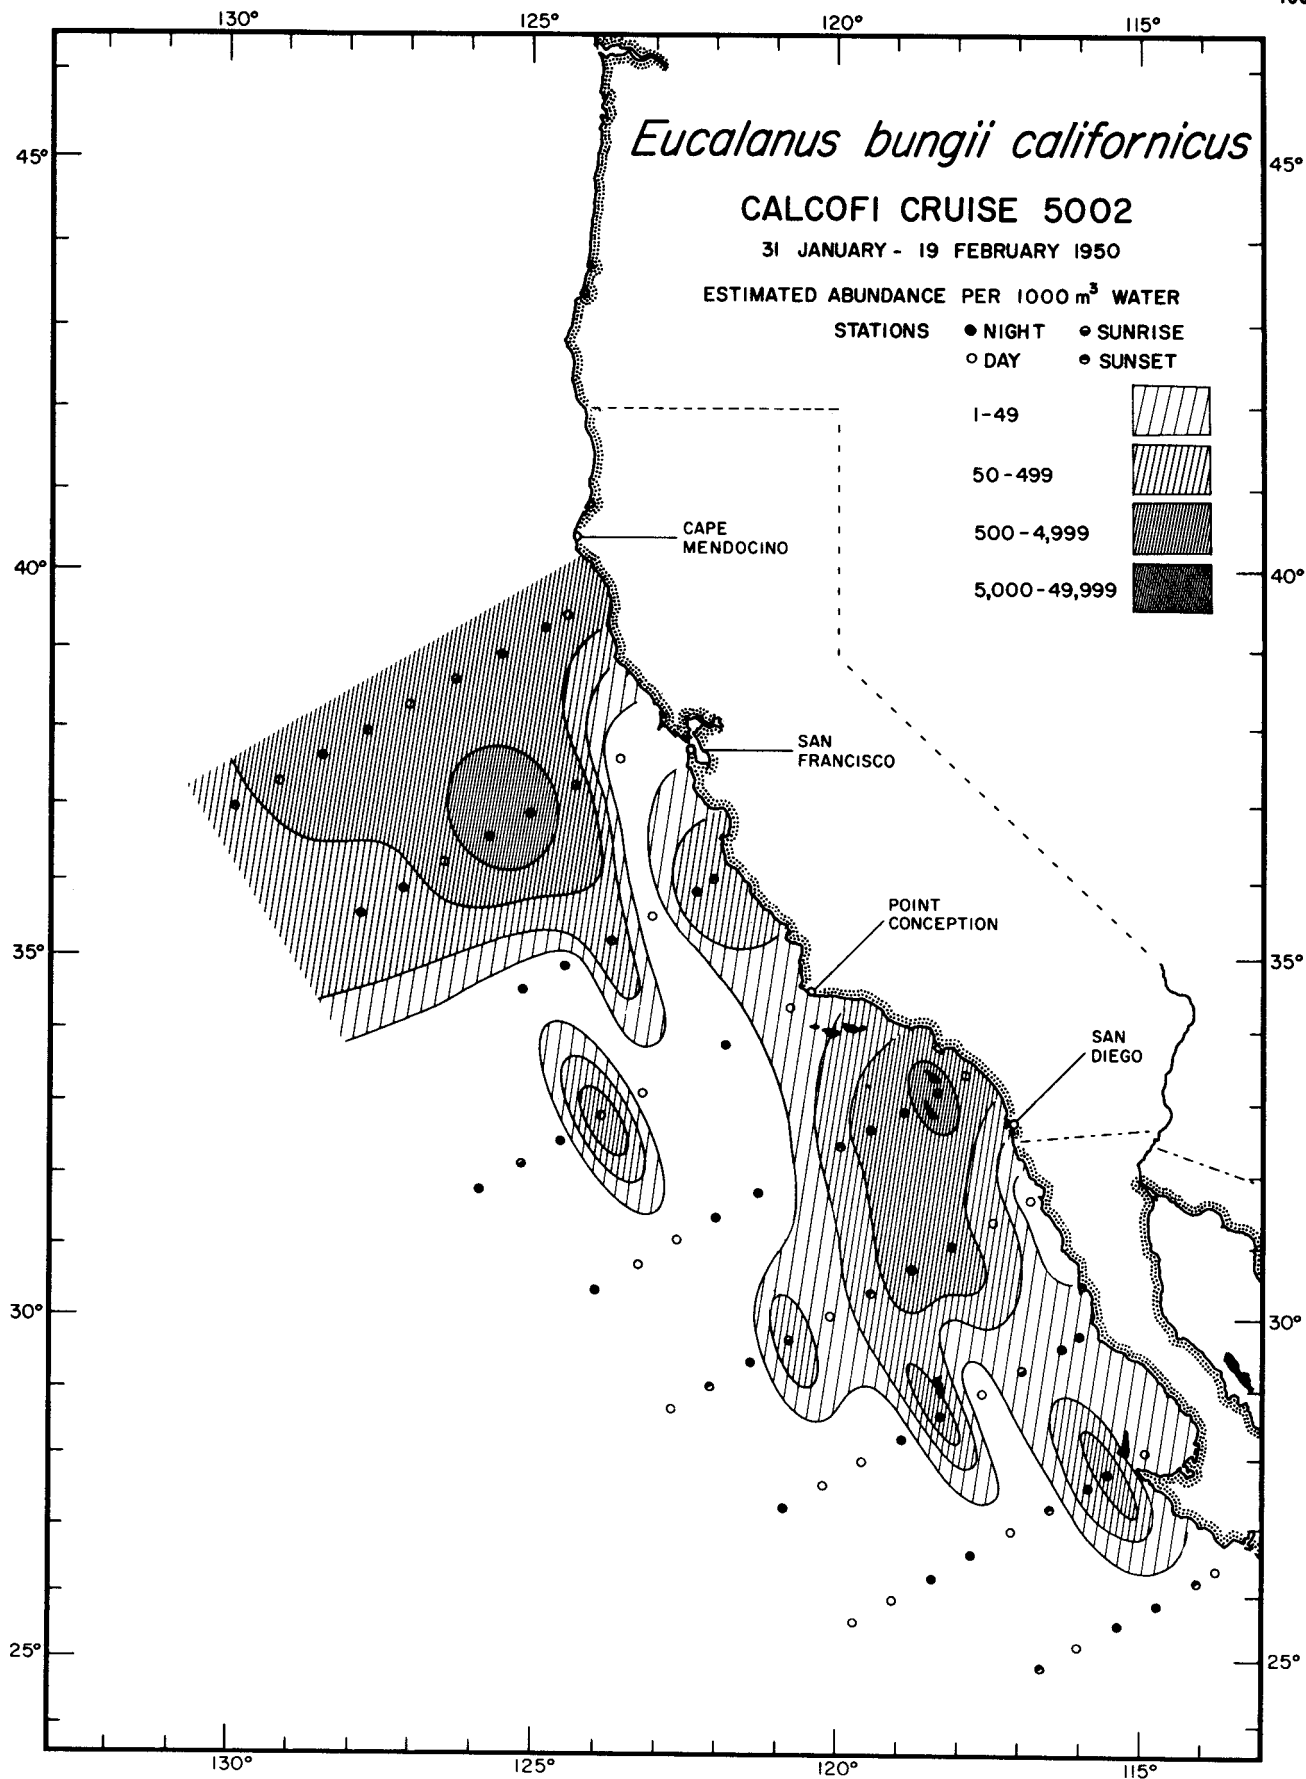 130° 125° 120° 115°
Eucalanus bungii californicus
CALCOFI CRUISE 5002
31 JANUARY - 19 FEBRUARY 1950
ESTIMATED ABUNDANCE PER 1000 m³ WATER
STATIONS ● NIGHT SUNRISE
○ DAY SUNSET
1-49
50-499
500-4,999
5,000-49,999
45° 45°
CAPE
MENDOCINO
40° 40°
SAN
FRANCISCO
POINT
CONCEPTION
35° 35°
SAN
DIEGO
30° 30°
25° 25°
130° 125° 120° 115°